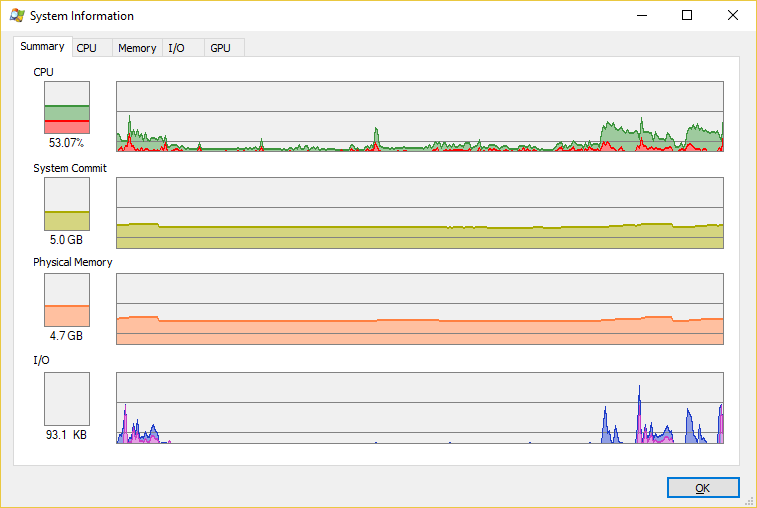 System Information
Summary CPU Memory I/O GPU
CPU
53.07%
System Commit
5.0 GB
Physical Memory
4.7 GB
I/O
93.1 KB
OK